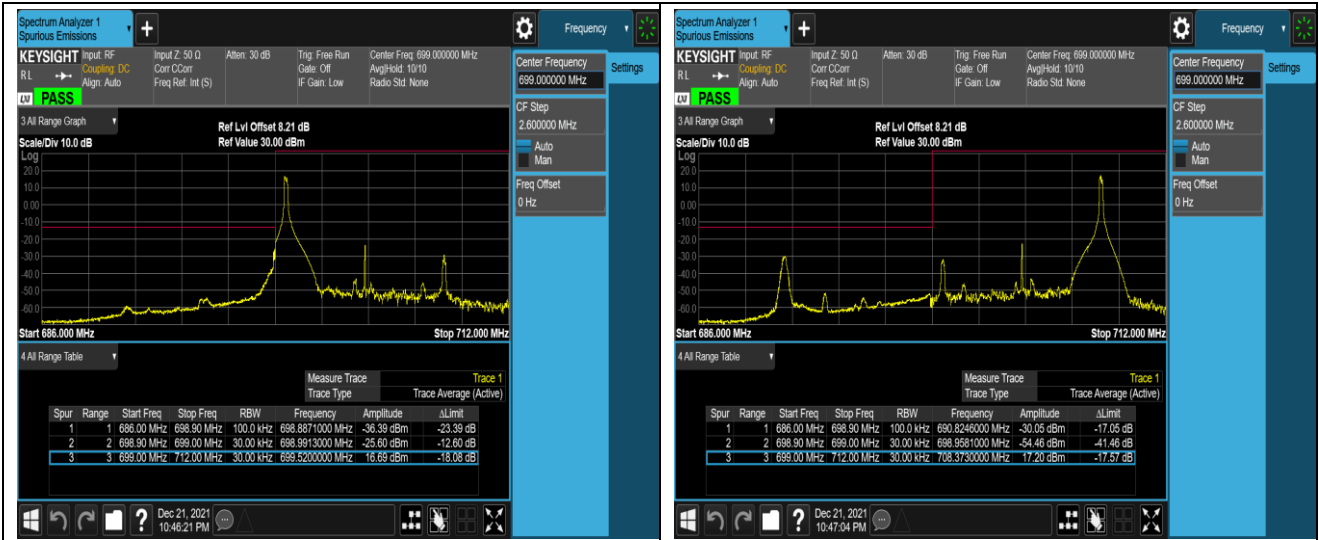 Spectrum Analyzer 1
Spurious Emissions
Frequency
KEYSIGHT Input: RF Input Z: 50 Ω Atten: 30 dB Trig: Free Run Center Freq: 699.000000 MHz
R L Coupling: DC Corr CCorr Gate: Off Avg|Hold: 10/10
Align: Auto Freq Ref: Int (S) IF Gain: Low Radio Std: None
LXI PASS
3 All Range Graph
Ref Lvl Offset 8.21 dB
Scale/Div 10.0 dB Ref Value 30.00 dBm
Log
20.0
10.0
0.00
-10.0
-20.0
-30.0
-40.0
-50.0
-60.0
Start 686.000 MHz Stop 712.000 MHz
4 All Range Table
Measure Trace Trace 1
Trace Type Trace Average (Active)
Spur Range Start Freq Stop Freq RBW Frequency Amplitude ΔLimit
1 1 686.00 MHz 698.90 MHz 100.0 kHz 698.8871000 MHz -36.39 dBm -23.39 dB
2 2 698.90 MHz 699.00 MHz 30.00 kHz 698.9913000 MHz -25.60 dBm -12.60 dB
3 3 699.00 MHz 712.00 MHz 30.00 kHz 699.5200000 MHz 16.69 dBm -18.08 dB
Dec 21, 2021
10:46:21 PM
Center Frequency
699.000000 MHz
Settings
CF Step
2.600000 MHz
Auto
Man
Freq Offset
0 Hz
Spectrum Analyzer 1
Spurious Emissions
Frequency
KEYSIGHT Input: RF Input Z: 50 Ω Atten: 30 dB Trig: Free Run Center Freq: 699.000000 MHz
R L Coupling: DC Corr CCorr Gate: Off Avg|Hold: 10/10
Align: Auto Freq Ref: Int (S) IF Gain: Low Radio Std: None
LXI PASS
3 All Range Graph
Ref Lvl Offset 8.21 dB
Scale/Div 10.0 dB Ref Value 30.00 dBm
Log
20.0
10.0
0.00
-10.0
-20.0
-30.0
-40.0
-50.0
-60.0
Start 686.000 MHz Stop 712.000 MHz
4 All Range Table
Measure Trace Trace 1
Trace Type Trace Average (Active)
Spur Range Start Freq Stop Freq RBW Frequency Amplitude ΔLimit
1 1 686.00 MHz 698.90 MHz 100.0 kHz 690.8246000 MHz -30.05 dBm -17.05 dB
2 2 698.90 MHz 699.00 MHz 30.00 kHz 698.9581000 MHz -54.46 dBm -41.46 dB
3 3 699.00 MHz 712.00 MHz 30.00 kHz 708.3730000 MHz 17.20 dBm -17.57 dB
Dec 21, 2021
10:47:04 PM
Center Frequency
699.000000 MHz
Settings
CF Step
2.600000 MHz
Auto
Man
Freq Offset
0 Hz